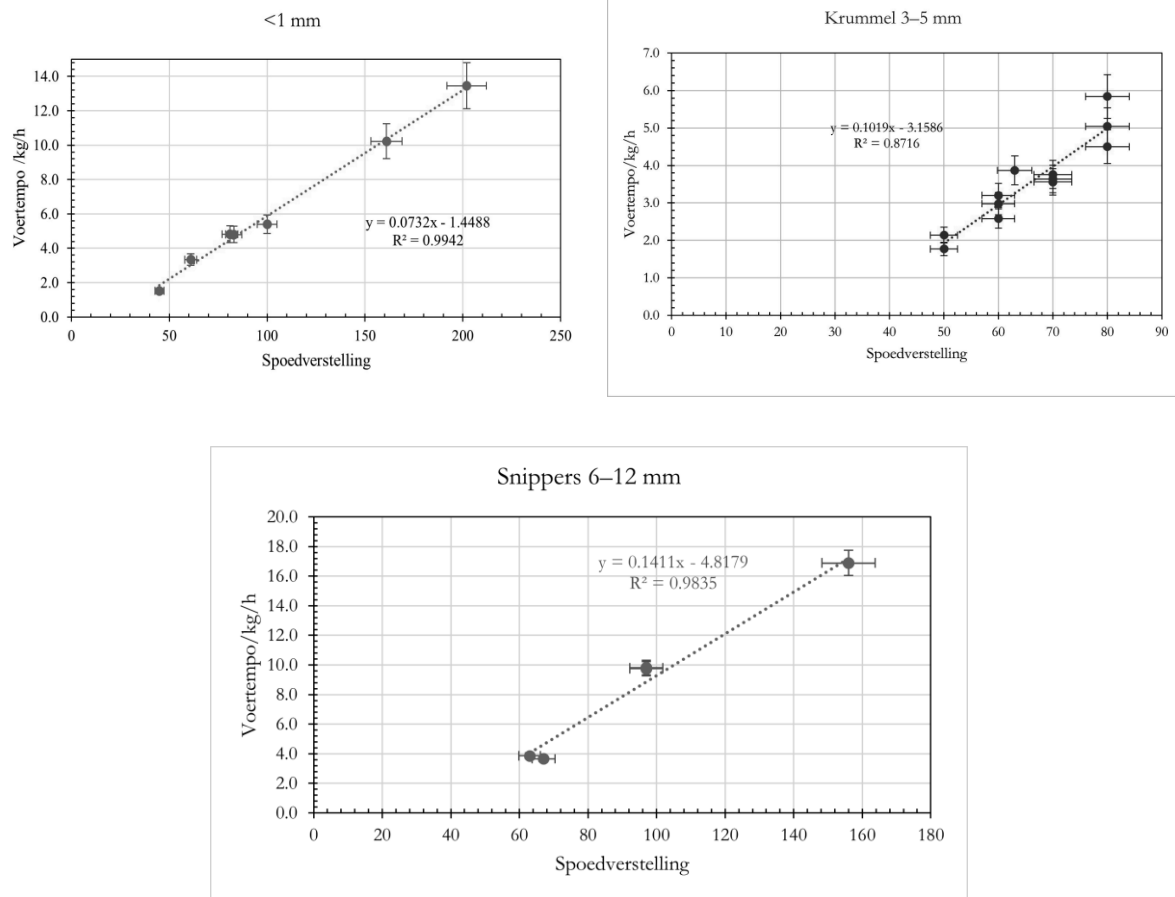 <1 mm
14.0
12.0
10.0
8.0
6.0
4.0
2.0
0.0
Voertempo /kg/h
y = 0.0732x - 1.4488
R² = 0.9942
0 50 100 150 200 250
Spoedverstelling
Krummel 3–5 mm
7.0
6.0
5.0
4.0
3.0
2.0
1.0
0.0
Voertempo/kg/h
y = 0.1019x - 3.1586
R² = 0.8716
0 10 20 30 40 50 60 70 80 90
Spoedverstelling
Snippers 6–12 mm
20.0
18.0
16.0
14.0
12.0
10.0
8.0
6.0
4.0
2.0
0.0
Voertempo/kg/h
y = 0.1411x - 4.8179
R² = 0.9835
0 20 40 60 80 100 120 140 160 180
Spoedverstelling